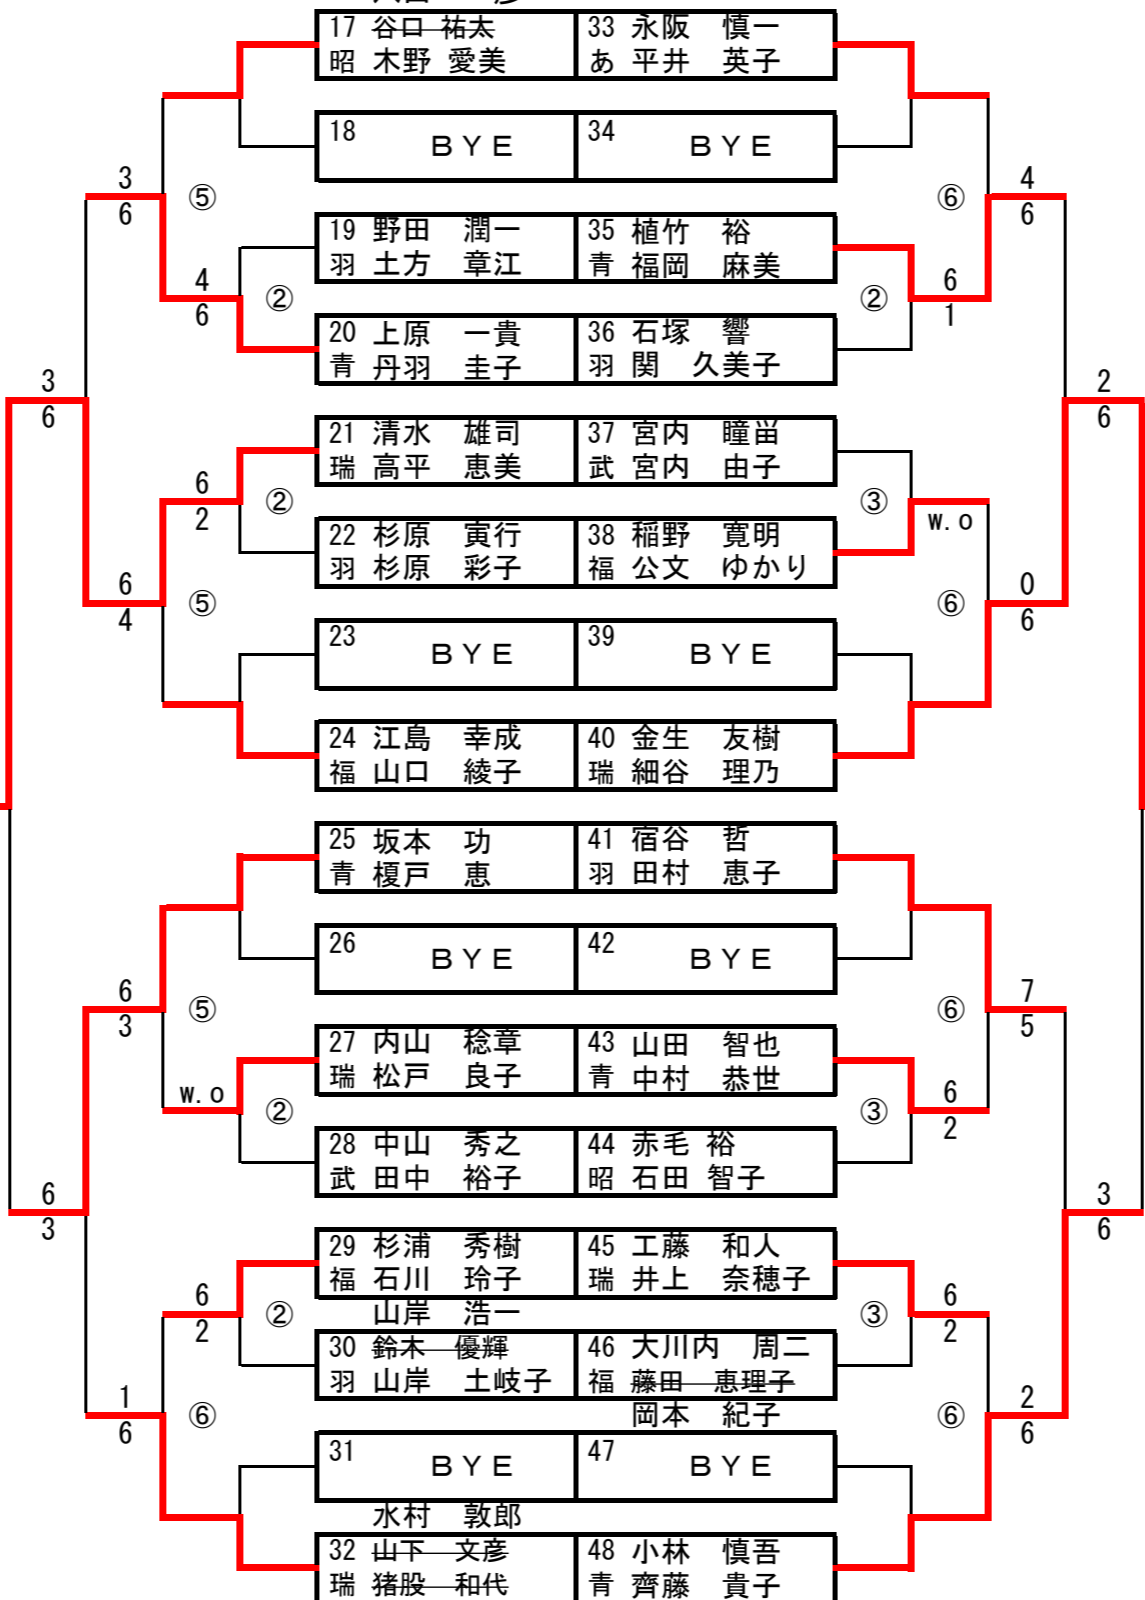 17 谷口 祐太 33 永阪 慎一
昭 木野 愛美 あ 平井 英子
18 BYE 34 BYE
3 ⑤ ⑥ 4
6 6
19 野田 潤一 35 植竹 裕
羽 土方 章江 青 福岡 麻美
4 ② ② 6
6 1
20 上原 一貴 36 石塚 響
青 丹羽 圭子 羽 関 久美子
3 2
6 6
21 清水 雄司 37 宮内 瞳畄
瑞 高平 恵美 武 宮内 由子
6 ② ③
2 w.o
22 杉原 寅行 38 稲野 寛明
羽 杉原 彩子 福 公文 ゆかり
6 ⑤ ⑥ 0
4 6
23 BYE 39 BYE
24 江島 幸成 40 金生 友樹
福 山口 綾子 瑞 細谷 理乃
25 坂本 功 41 宿谷 哲
青 榎戸 恵 羽 田村 恵子
26 BYE 42 BYE
6 ⑤ ⑥ 7
3 5
27 内山 稔章 43 山田 智也
瑞 松戸 良子 青 中村 恭世
w.o ② ③ 6
2
28 中山 秀之 44 赤毛 裕
武 田中 裕子 昭 石田 智子
6 3
3 6
29 杉浦 秀樹 45 工藤 和人
福 石川 玲子 瑞 井上 奈穂子
6 ② 山岸 浩一 ③ 6
2 2
30 鈴木 優輝 46 大川内 周二
羽 山岸 土岐子 福 藤田 恵理子
1 ⑥ 岡本 紀子 ⑥ 2
6 6
31 BYE 47 BYE
水村 敦郎
32 山下 文彦 48 小林 慎吾
瑞 猪股 和代 青 齊藤 貴子